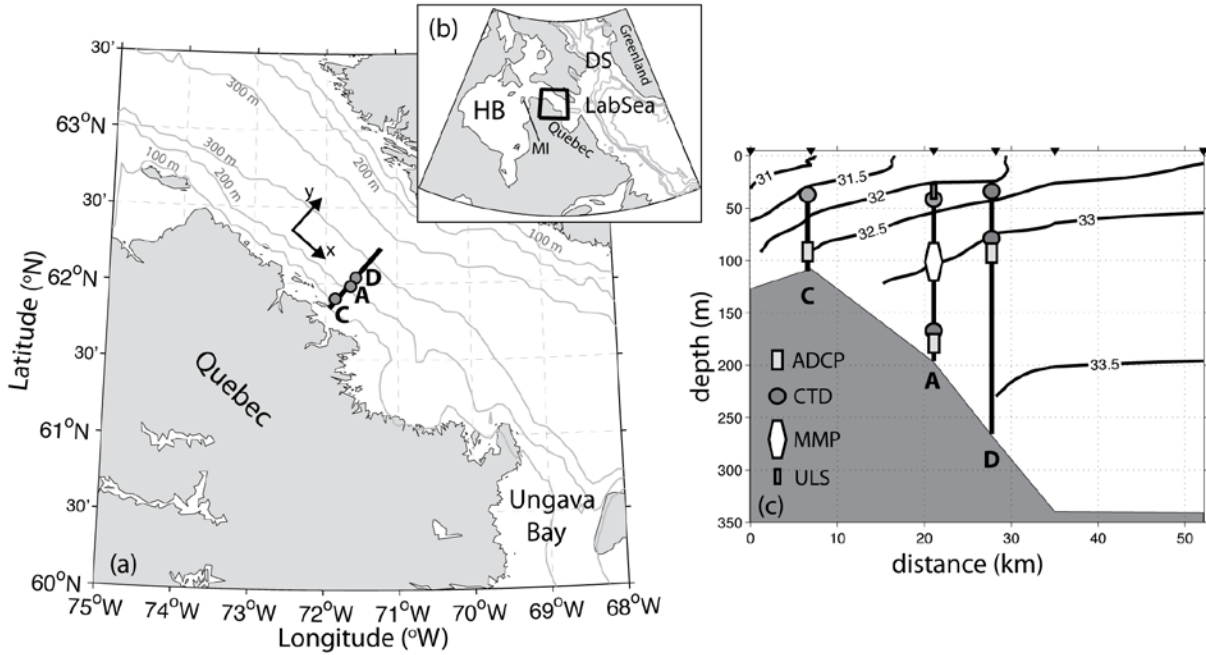 (b)
Greenland
DS
HB
LabSea
MI
Quebec
30'
63°N
30'
62°N
30'
61°N
30'
60°N
Latitude (°N)
300 m
200 m
300 m
100 m
200 m
100 m
y
x
D
A
C
Quebec
Ungava
Bay
(a)
75°W 74°W 73°W 72°W 71°W 70°W 69°W 68°W
Longitude (°W)
0
50
100
150
200
250
300
350
depth (m)
31
31.5
32
32.5
33
33.5
C
A
D
ADCP
CTD
MMP
ULS
(c)
0 10 20 30 40 50
distance (km)